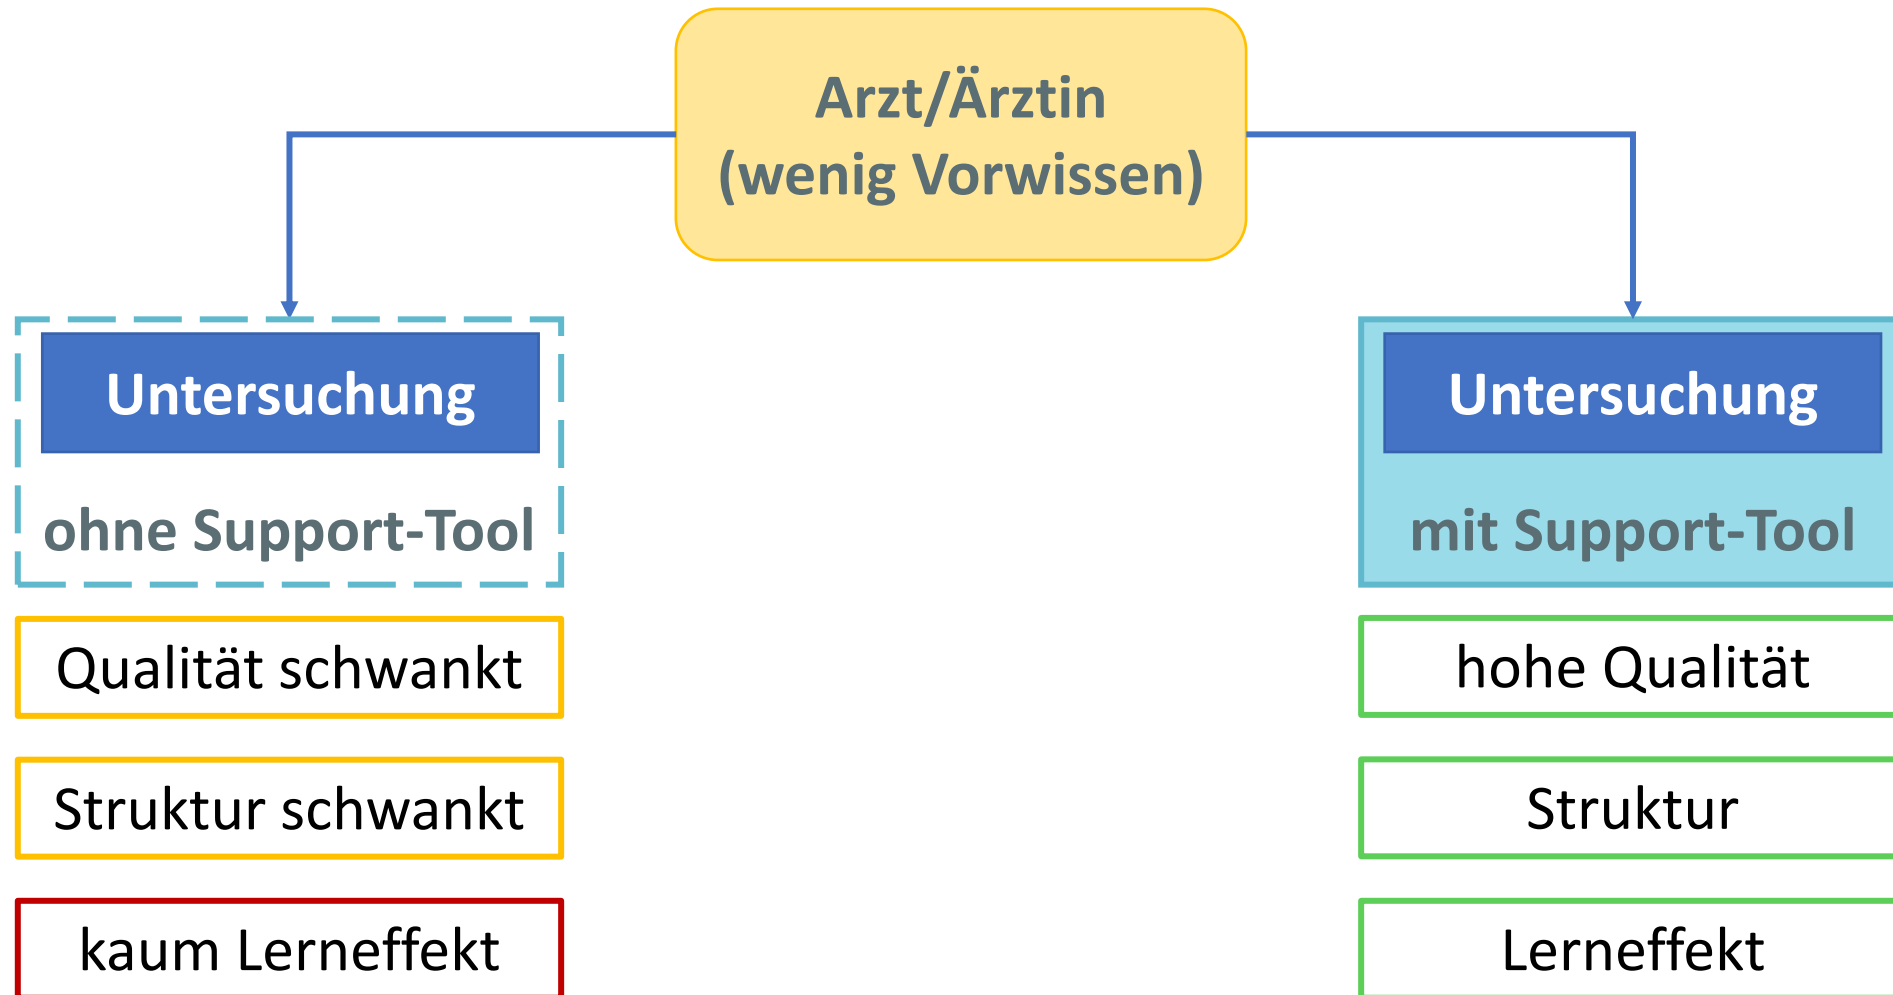 Arzt/Ärztin
(wenig Vorwissen)
Untersuchung
ohne Support-Tool
Qualität schwankt
Struktur schwankt
kaum Lerneffekt
Untersuchung
mit Support-Tool
hohe Qualität
Struktur
Lerneffekt